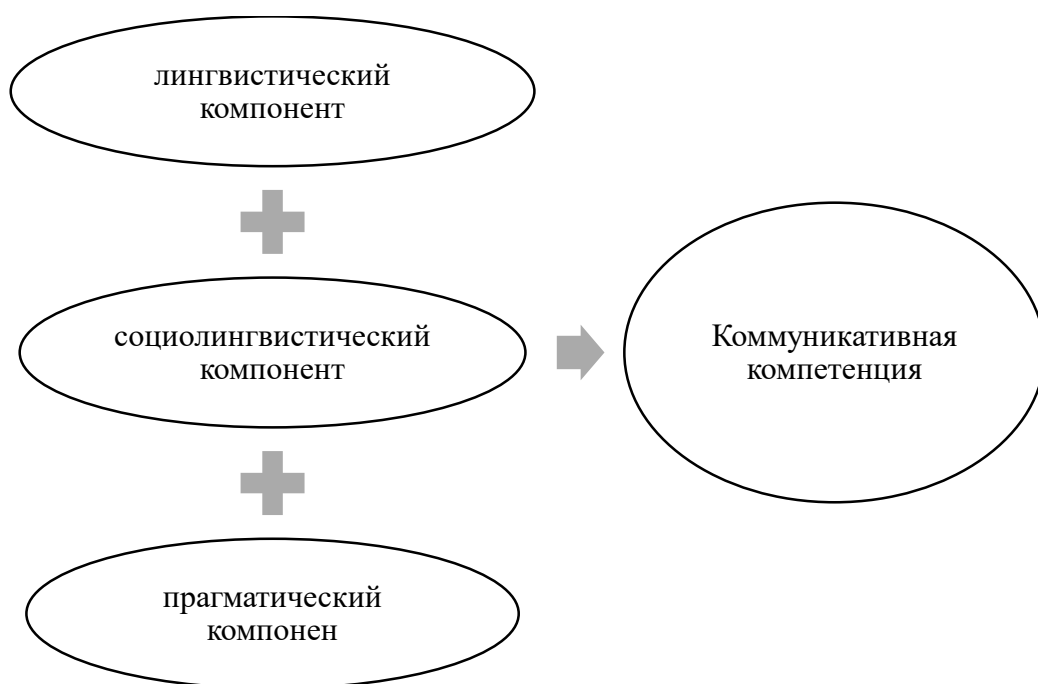 лингвистический
компонент
социолингвистический
компонент
Коммуникативная
компетенция
прагматический
компонен